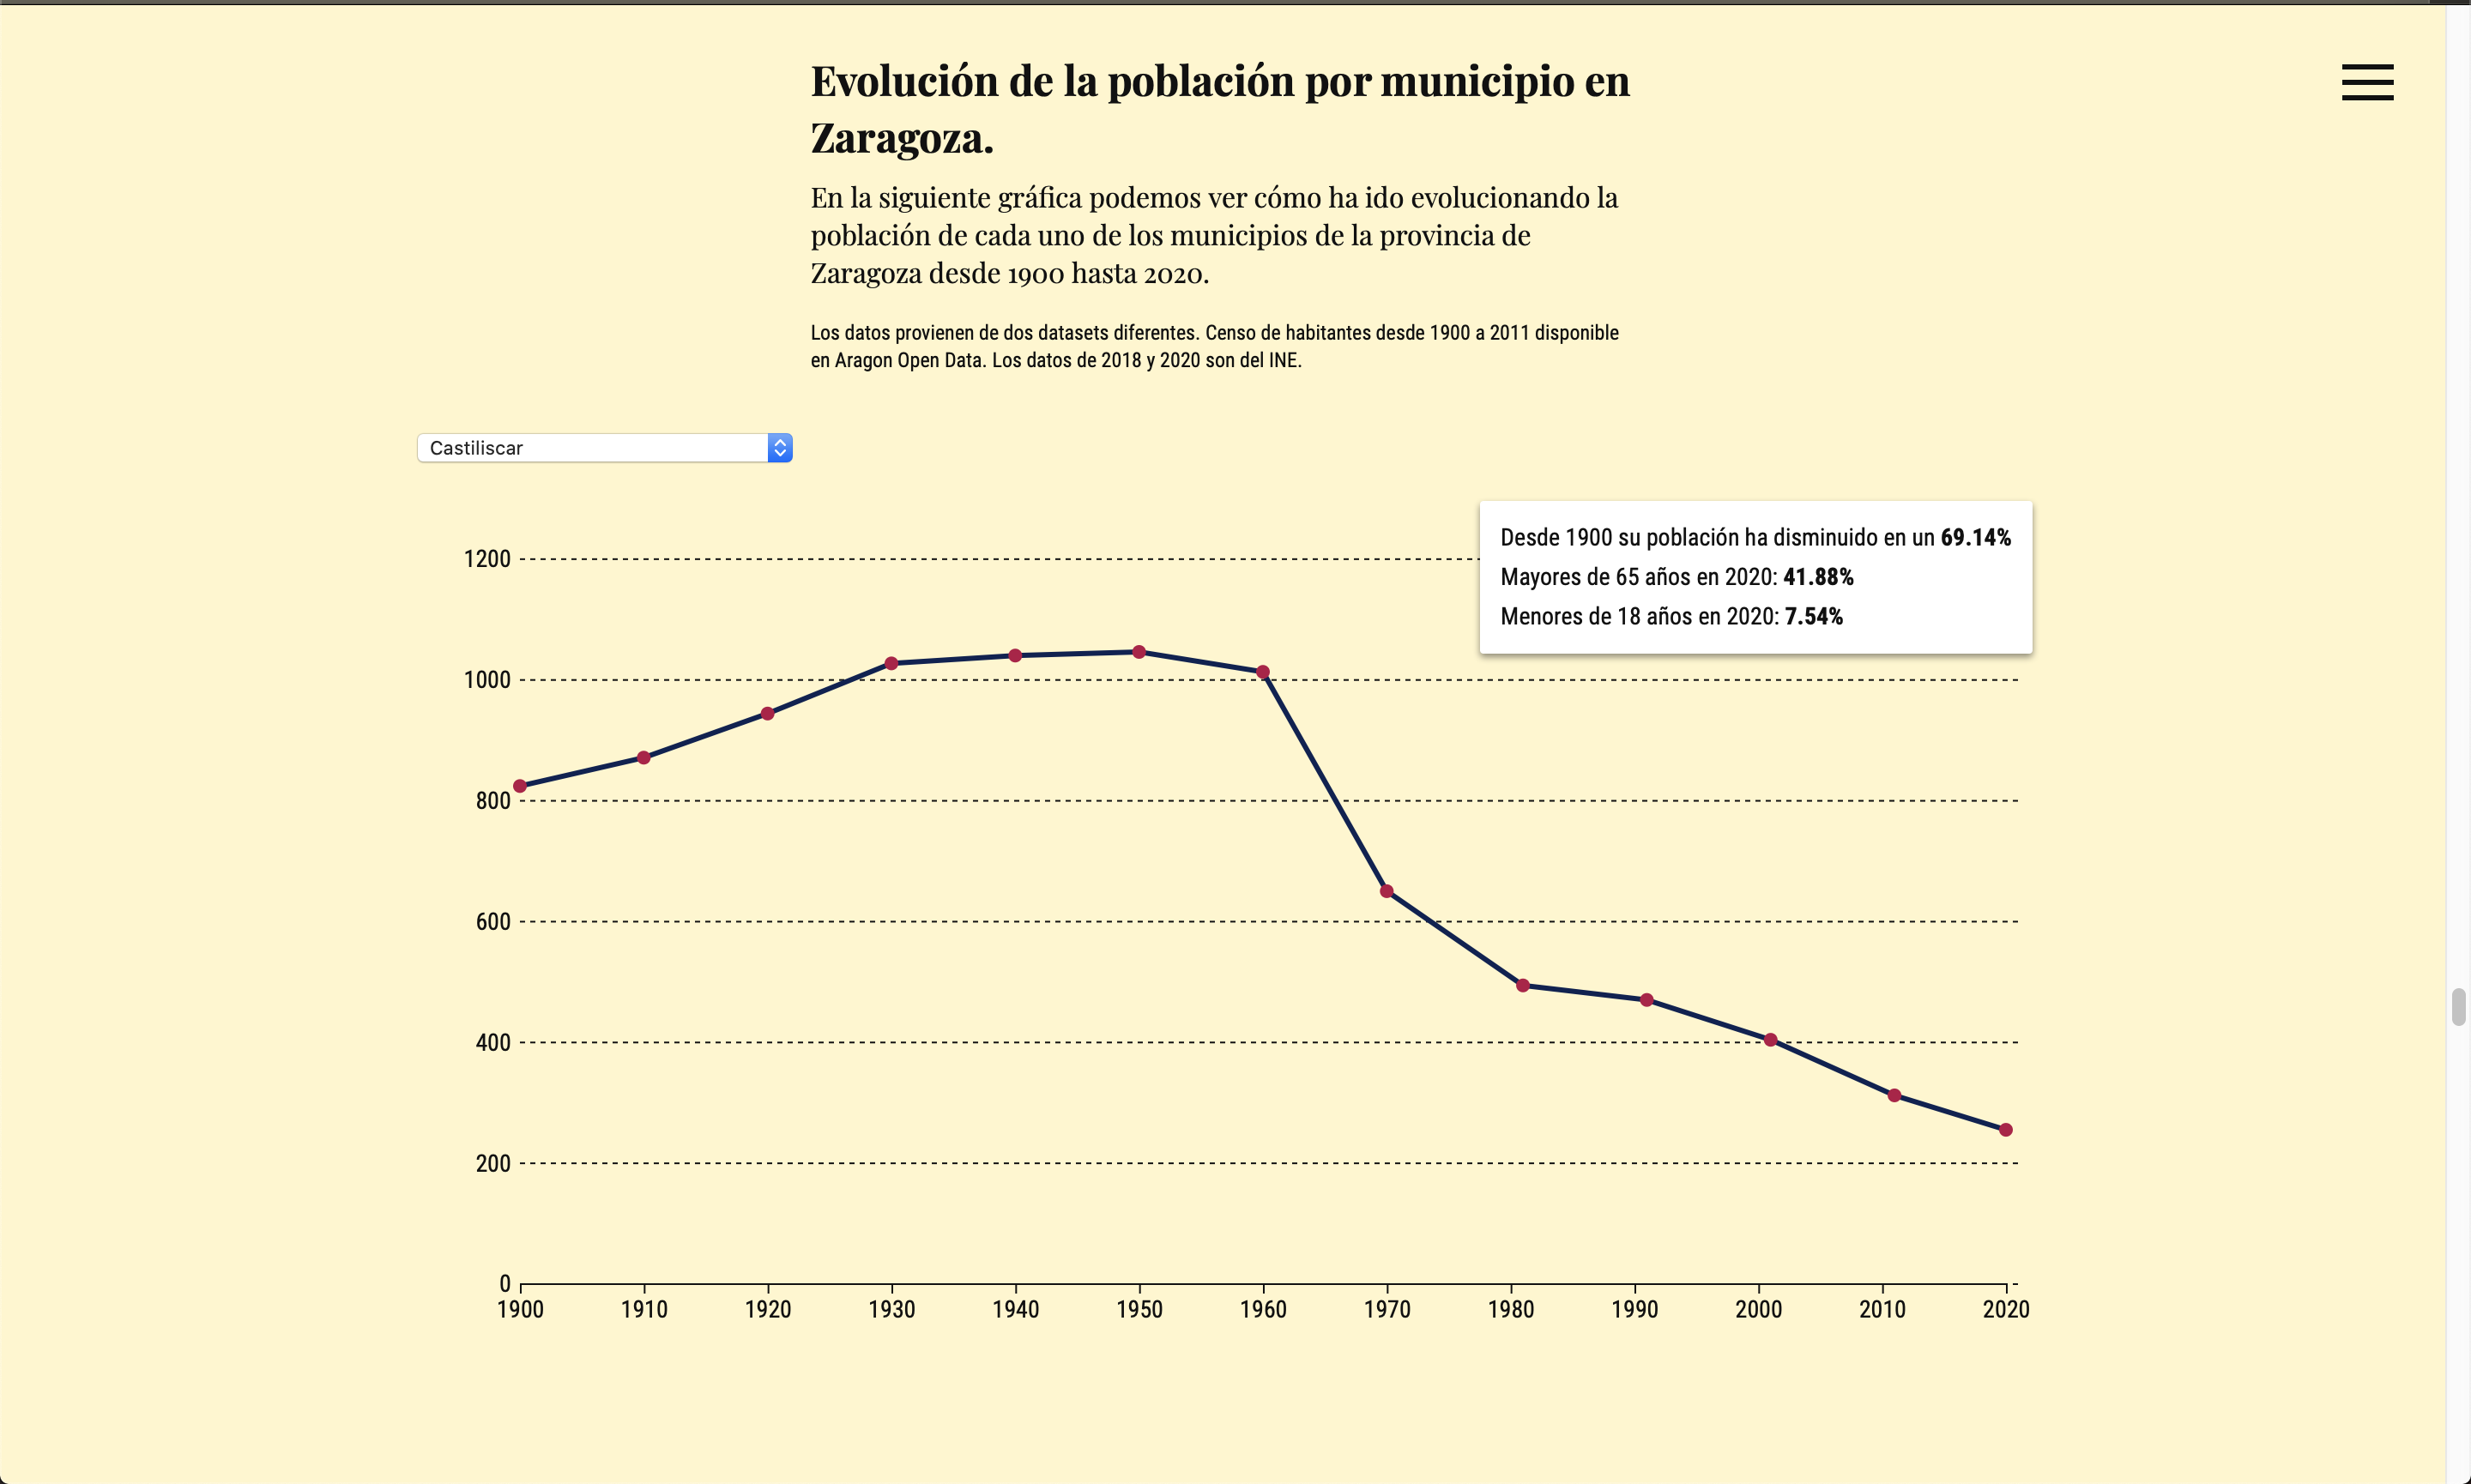 Evolución de la población por municipio en
Zaragoza.
En la siguiente gráfica podemos ver cómo ha ido evolucionando la
población de cada uno de los municipios de la provincia de
Zaragoza desde 1900 hasta 2020.
Los datos provienen de dos datasets diferentes. Censo de habitantes desde 1900 a 2011 disponible
en Aragon Open Data. Los datos de 2018 y 2020 son del INE.
Castiliscar
Desde 1900 su población ha disminuido en un 69.14%
Mayores de 65 años en 2020: 41.88%
Menores de 18 años en 2020: 7.54%
1200
1000
800
600
400
200
0
1900 1910 1920 1930 1940 1950 1960 1970 1980 1990 2000 2010 2020